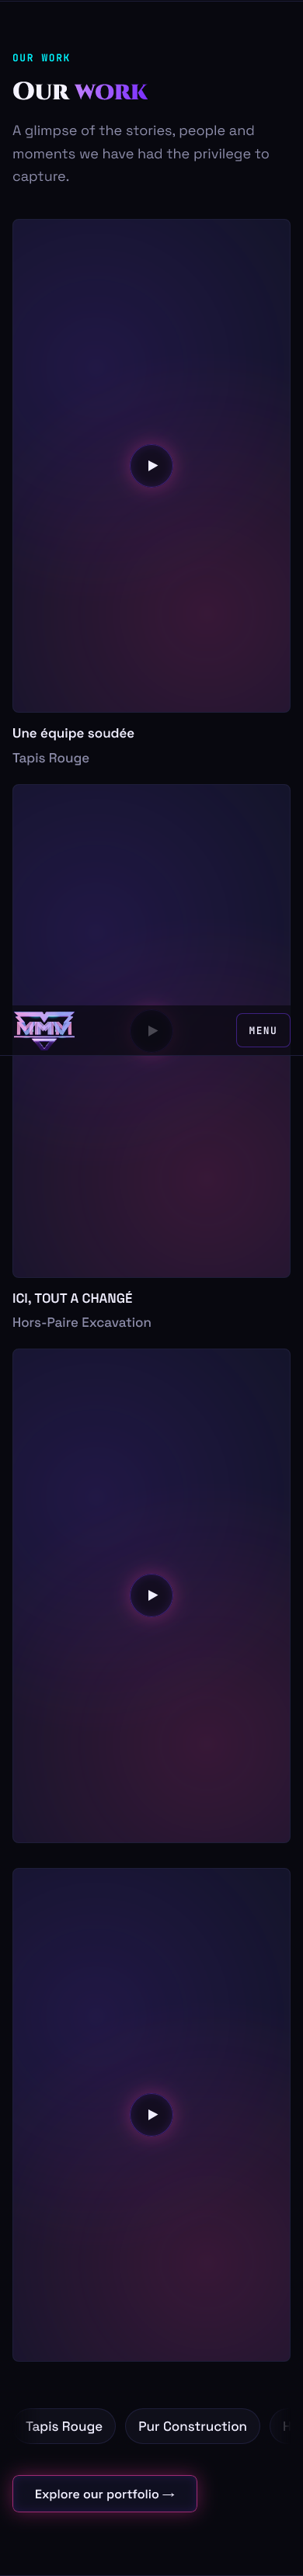 OUR WORK
Our work
A glimpse of the stories, people and
moments we have had the privilege to
capture.
Une équipe soudée
Tapis Rouge
MMM
MENU
ICI, TOUT A CHANGÉ
Hors-Paire Excavation
Tapis Rouge
Pur Construction
Explore our portfolio →